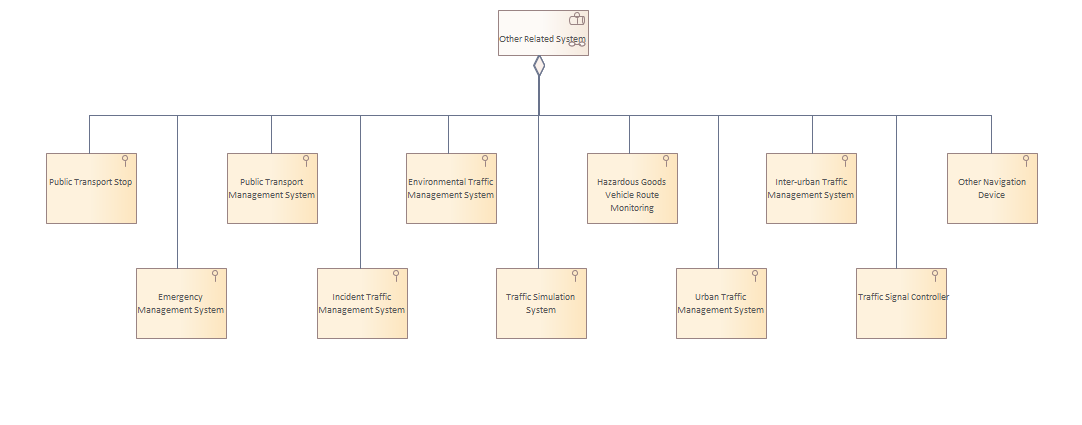 Other Related System
Public Transport Stop
Public Transport
Management System
Environmental Traffic
Management System
Hazardous Goods
Vehicle Route
Monitoring
Inter-urban Traffic
Management System
Other Navigation
Device
Emergency
Management System
Incident Traffic
Management System
Traffic Simulation
System
Urban Traffic
Management System
Traffic Signal Controller